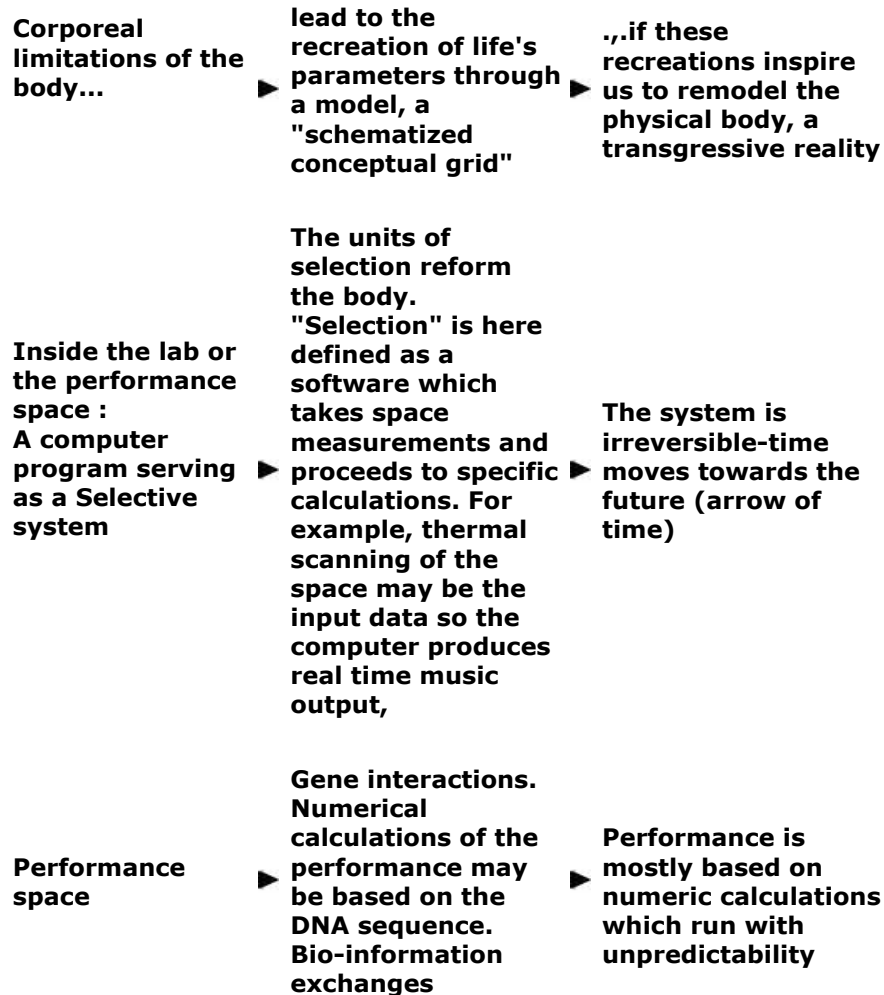 Corporeal
limitations of the
body...
lead to the
recreation of life's
parameters through
a model, a
"schematized
conceptual grid"
.,.if these
recreations inspire
us to remodel the
physical body, a
transgressive reality
Inside the lab or
the performance
space :
A computer
program serving
as a Selective
system
The units of
selection reform
the body.
"Selection" is here
defined as a
software which
takes space
measurements and
proceeds to specific
calculations. For
example, thermal
scanning of the
space may be the
input data so the
computer produces
real time music
output,
The system is
irreversible-time
moves towards the
future (arrow of
time)
Performance
space
Gene interactions.
Numerical
calculations of the
performance may
be based on the
DNA sequence.
Bio-information
exchanges
Performance is
mostly based on
numeric calculations
which run with
unpredictability